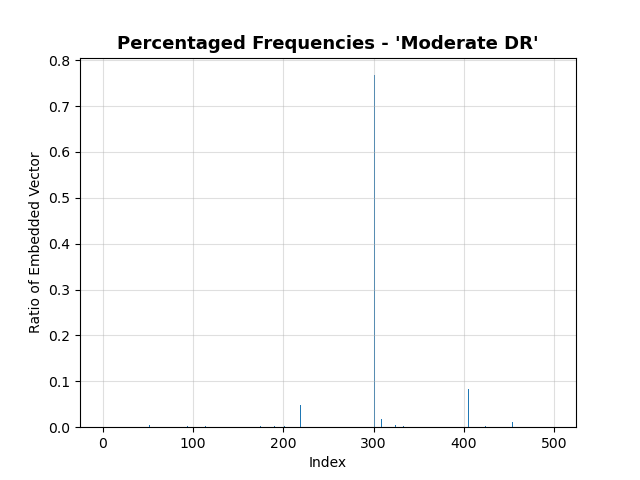 Percentaged Frequencies - 'Moderate DR'
0.8
0.7
0.6
0.5
0.4
0.3
0.2
0.1
0.0
Ratio of Embedded Vector
0 100 200 300 400 500
Index